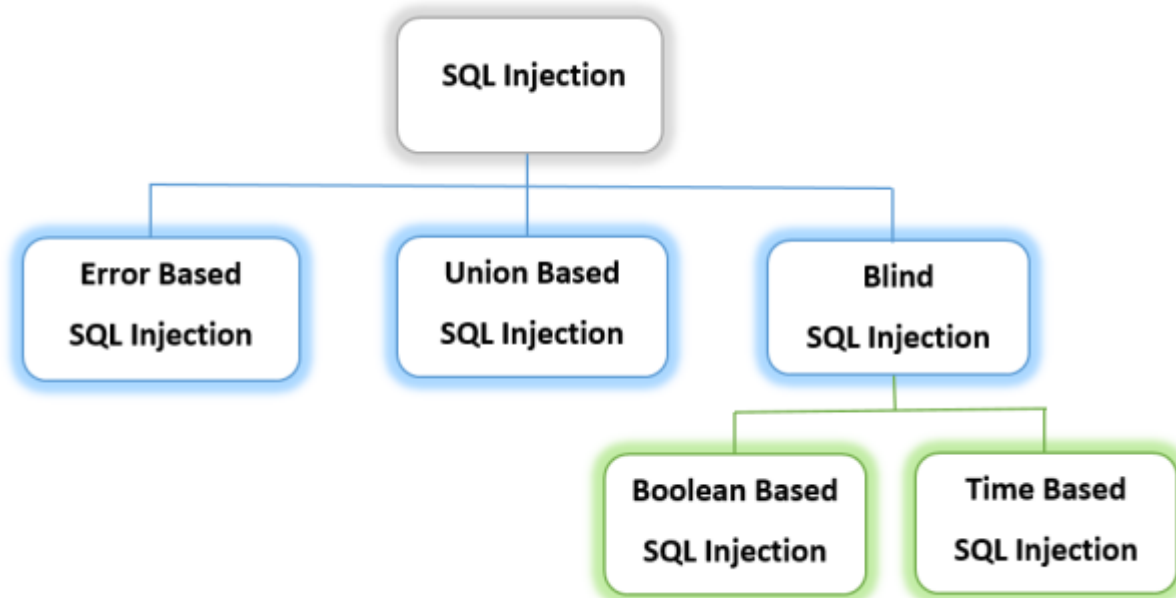 SQL Injection
Error Based
SQL Injection
Union Based
SQL Injection
Blind
SQL Injection
Boolean Based
SQL Injection
Time Based
SQL Injection